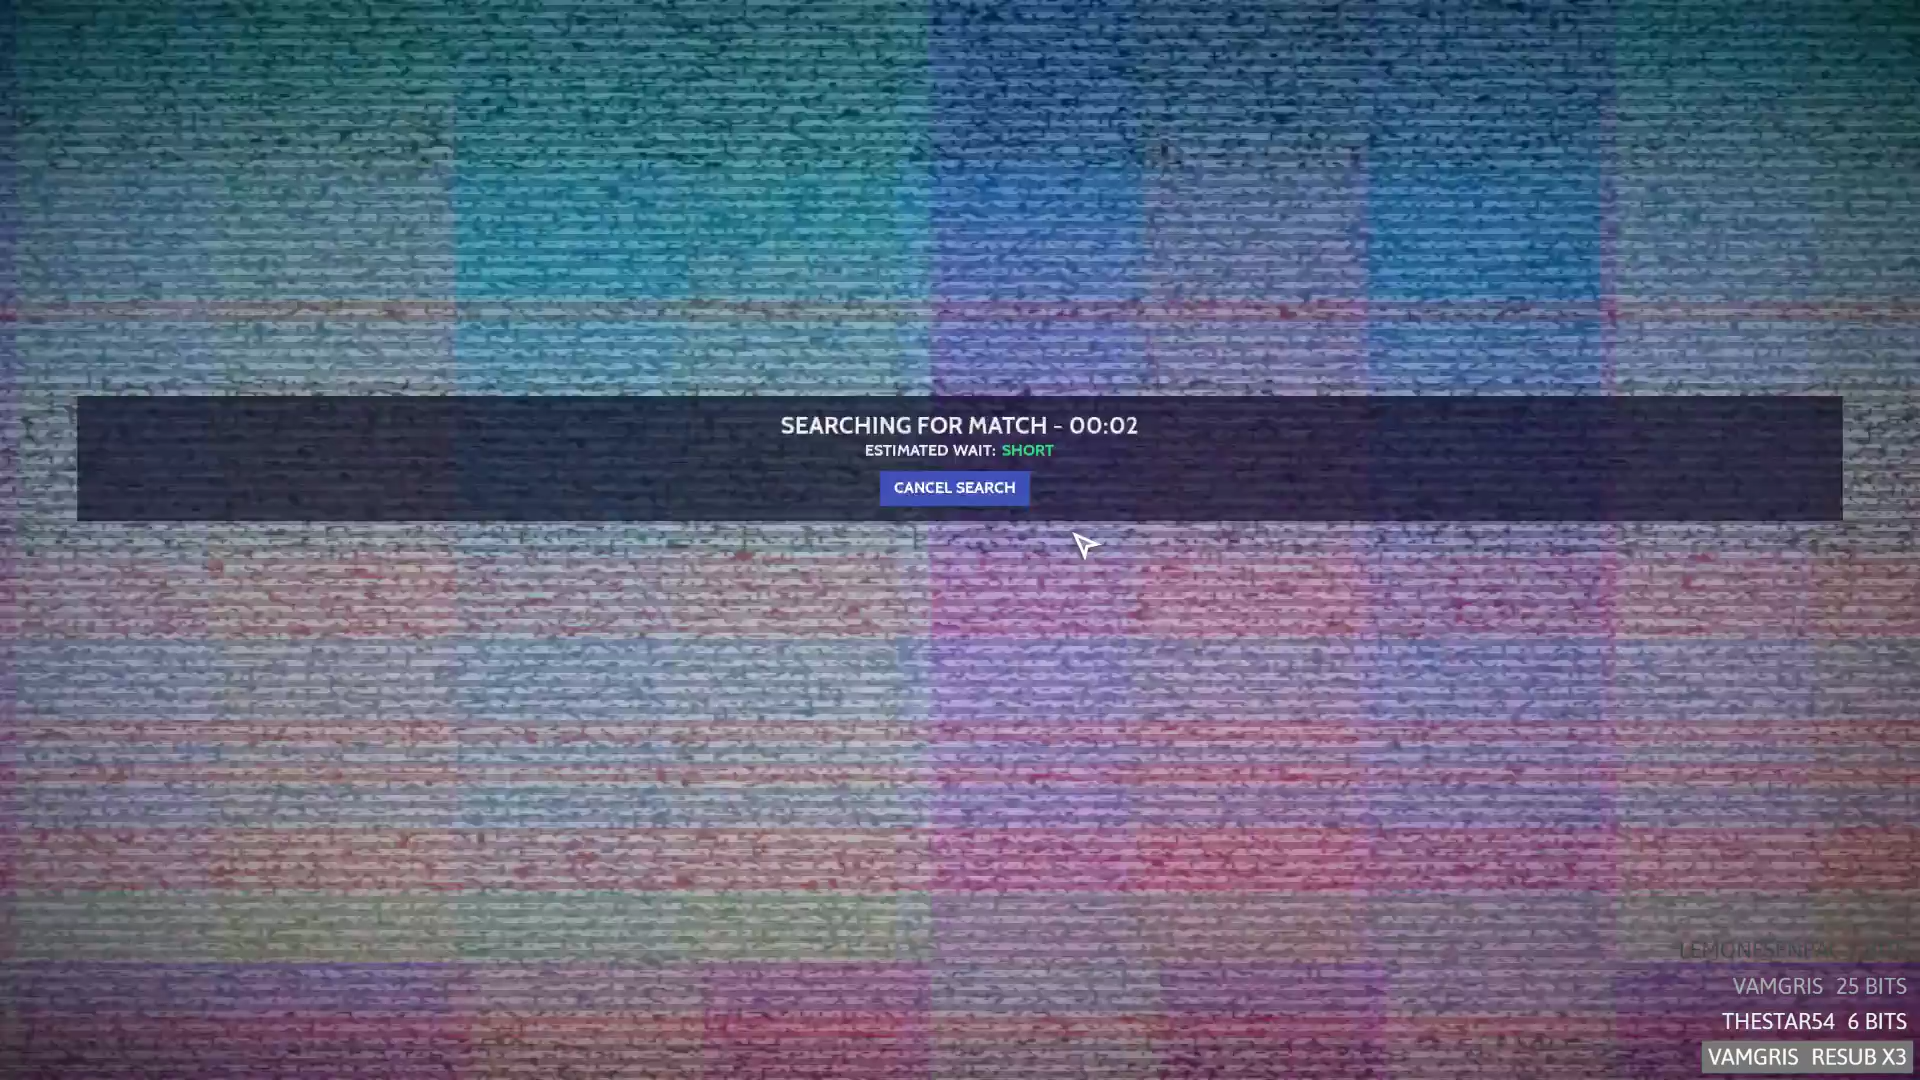 SEARCHING FOR MATCH - 00:02
ESTIMATED WAIT: SHORT
CANCEL SEARCH
VAMGRIS 25 BITS
THESTAR54 6 BITS
VAMGRIS RESUB X3